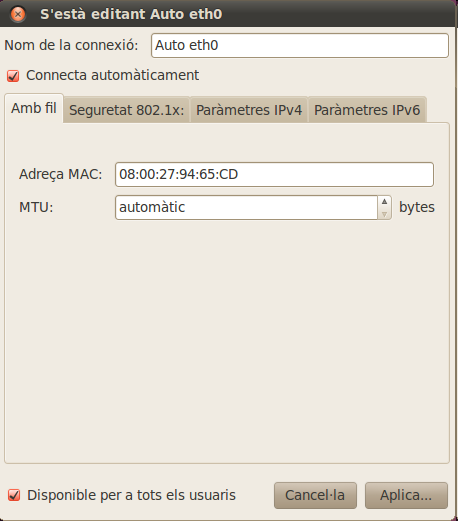 S'està editant Auto eth0
Nom de la connexió: Auto eth0
Connecta automàticament
Amb fil Seguretat 802.1x: Paràmetres IPv4 Paràmetres IPv6
Adreça MAC: 08:00:27:94:65:CD
MTU: automàtic bytes
Disponible per a tots els usuaris Cancel·la Aplica...